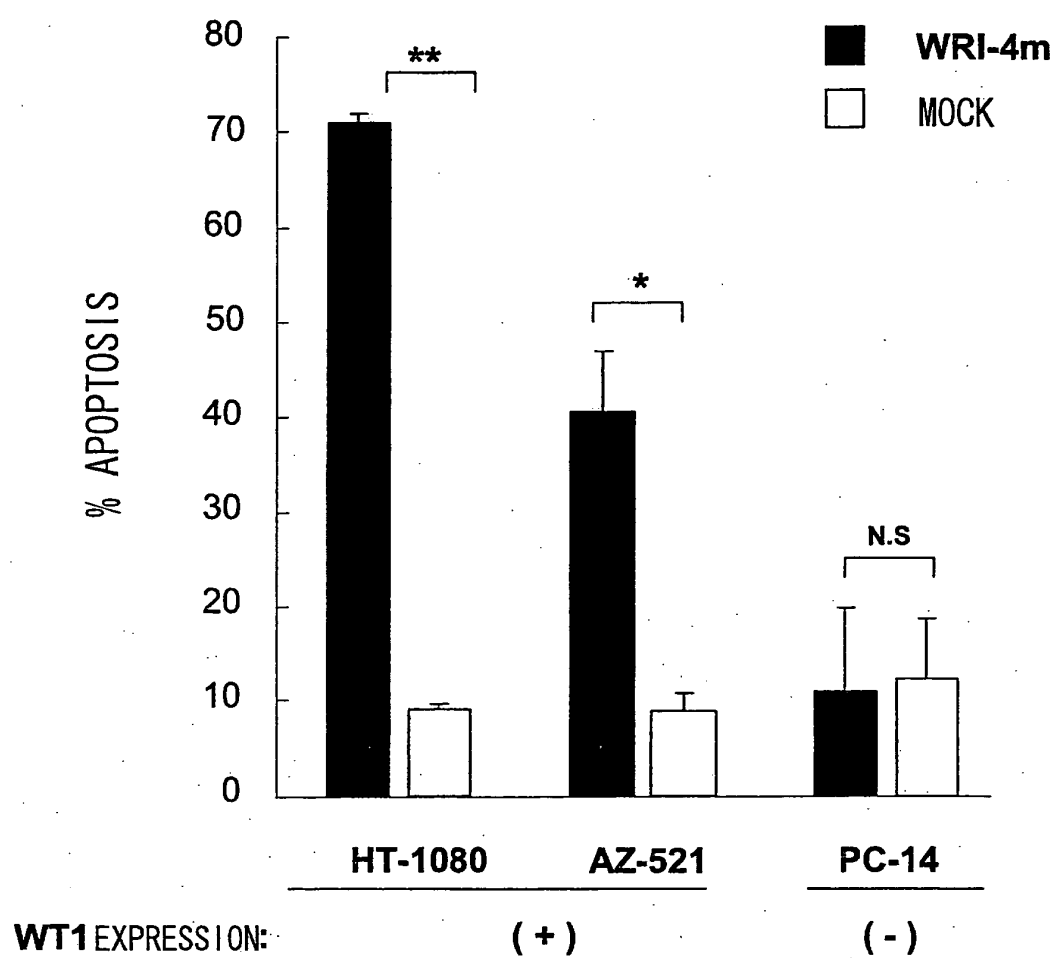 WRI-4m
MOCK
% APOPTOSIS
80
70
60
50
40
30
20
10
0
**
*
N.S
HT-1080 AZ-521 PC-14
WT1 EXPRESSION: (+) (-)